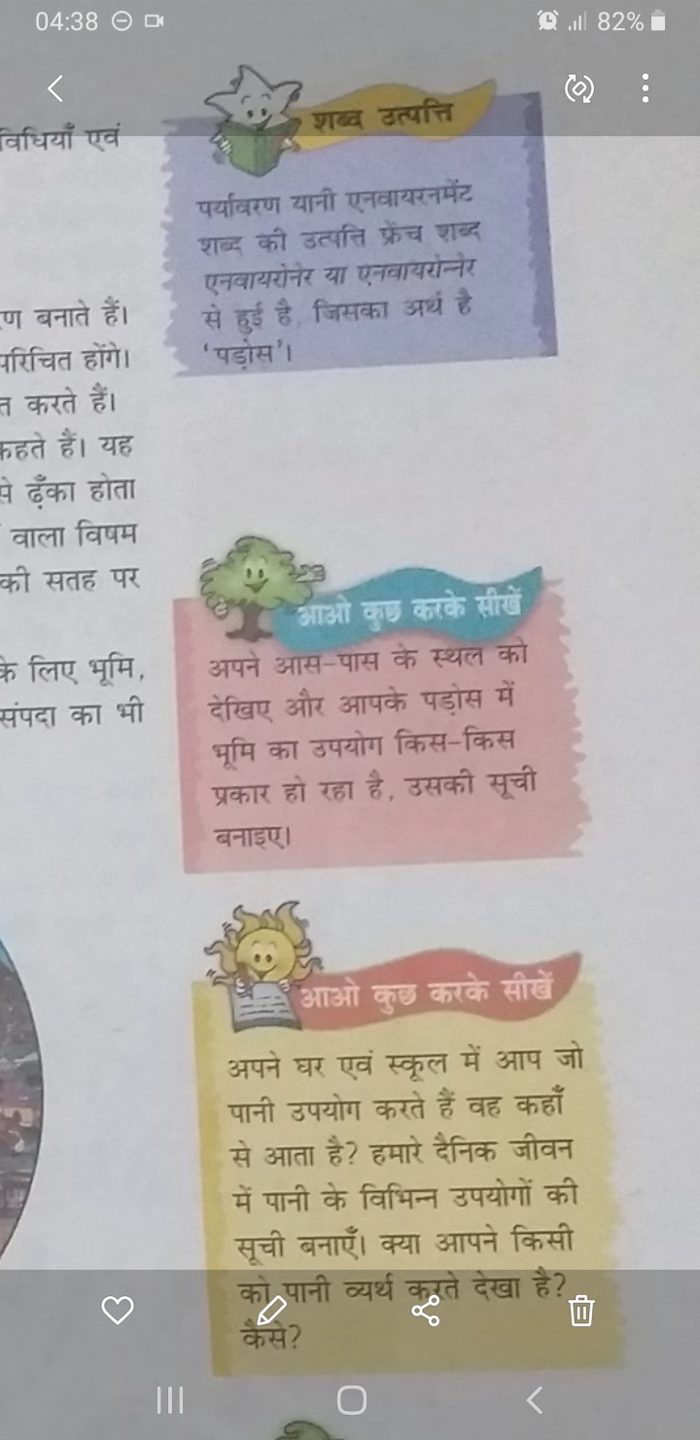 04:38
82%
विधियाँ एवं
ण बनाते हैं।
परिचित होंगे।
त करते हैं।
कहते हैं। यह
से ढ़ँका होता
वाला विषम
की सतह पर
के लिए भूमि,
संपदा का भी
शब्द उत्पत्ति
पर्यावरण यानी एनवायरनमेंट
शब्द की उत्पत्ति फ्रेंच शब्द
एनवायरोनेर या एनवायरोन्नेर
से हुई है, जिसका अर्थ है
'पड़ोस'।
आओ कुछ करके सीखें
अपने आस-पास के स्थल को
देखिए और आपके पड़ोस में
भूमि का उपयोग किस-किस
प्रकार हो रहा है, उसकी सूची
बनाइए।
आओ कुछ करके सीखें
अपने घर एवं स्कूल में आप जो
पानी उपयोग करते हैं वह कहाँ
से आता है? हमारे दैनिक जीवन
में पानी के विभिन्न उपयोगों की
सूची बनाएँ। क्या आपने किसी
को पानी व्यर्थ करते देखा है?
कैसे?